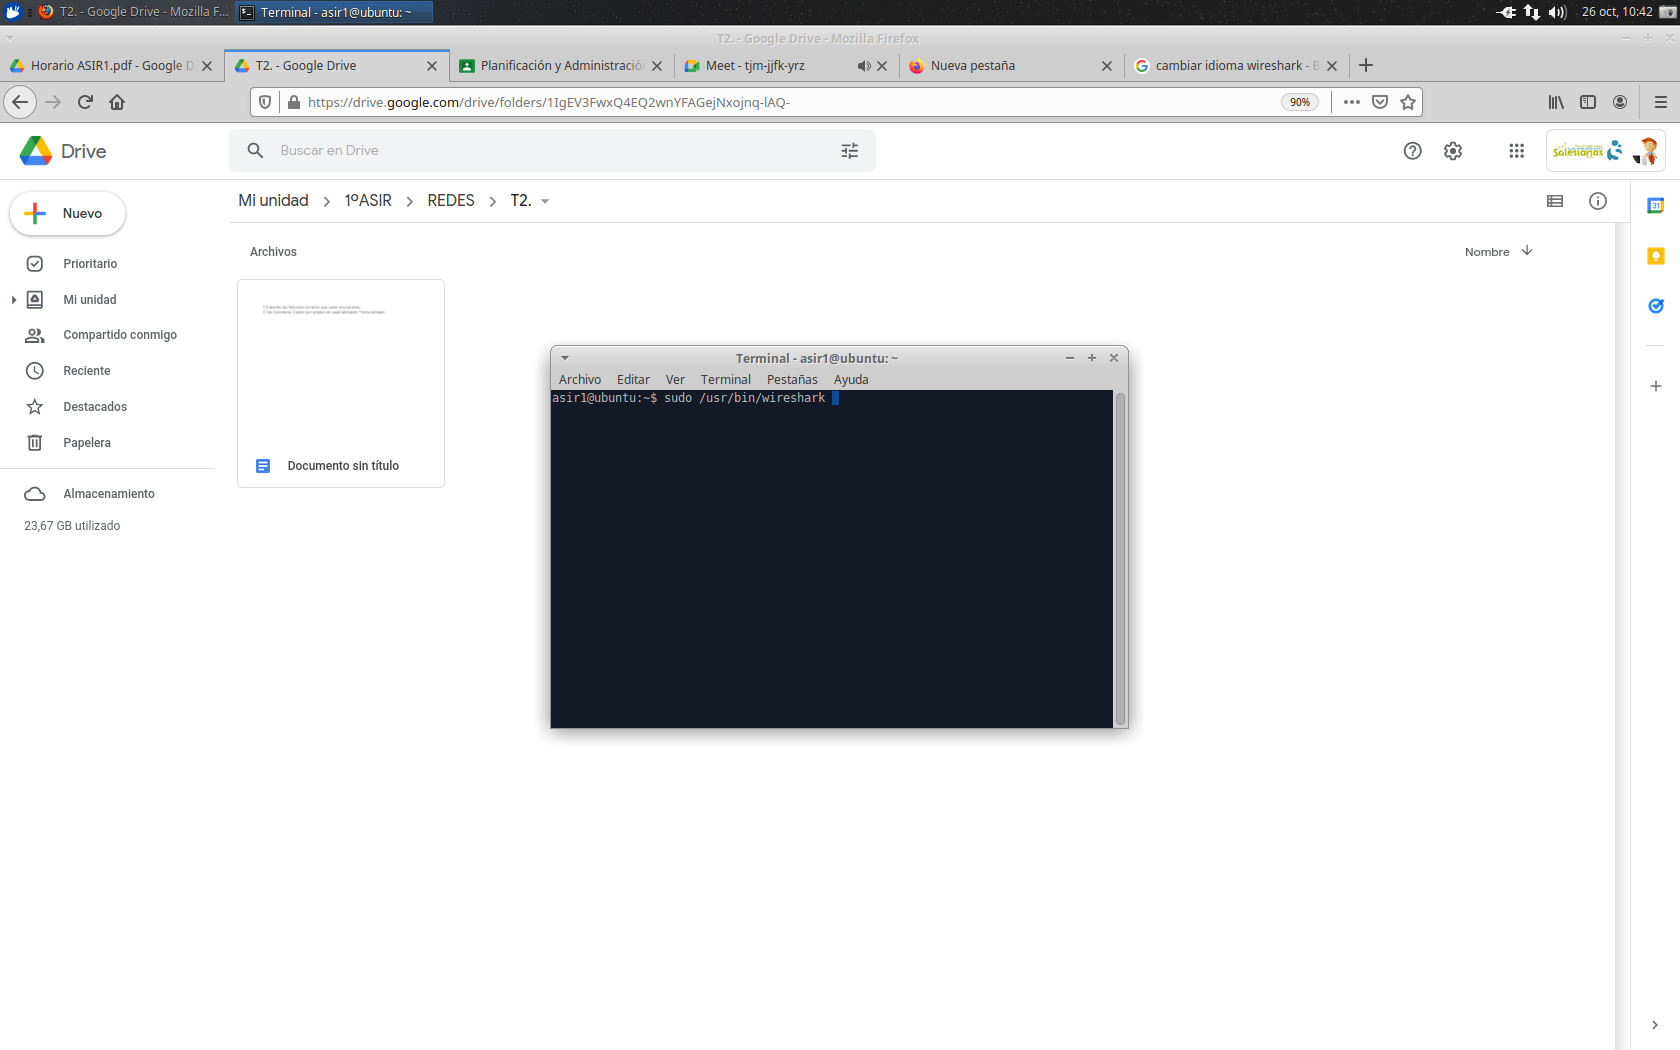 T2. - Google Drive - Mozilla F...
Terminal - asir1@ubuntu: ~
26 oct, 10:42
T2. - Google Drive - Mozilla Firefox
Horario ASIR1.pdf - Google D
T2. - Google Drive
Planificación y Administració
Meet - tjm-jjfk-yrz
Nueva pestaña
cambiar idioma wireshark - B
https://drive.google.com/drive/folders/1IgEV3FwxQ4EQ2wnYFAGejNxojnq-lAQ-
90%
Drive
Buscar en Drive
Salesianas
Nuevo
Mi unidad
1ºASIR
REDES
T2.
31
Archivos
Nombre
Prioritario
Mi unidad
Compartido conmigo
Reciente
Destacados
Papelera
Almacenamiento
23,67 GB utilizado
Documento sin título
Terminal - asir1@ubuntu: ~
Archivo Editar Ver Terminal Pestañas Ayuda
asir1@ubuntu:~$ sudo /usr/bin/wireshark